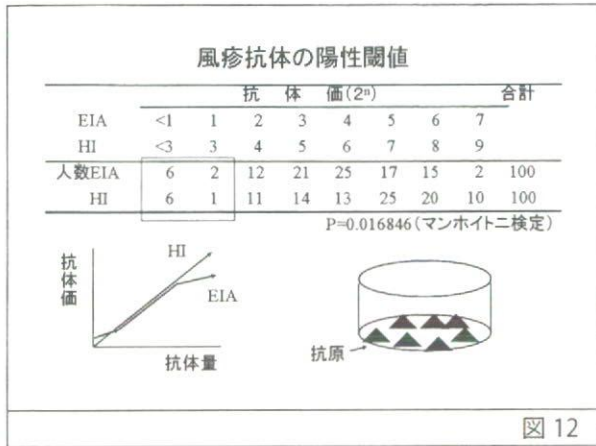 風疹抗体の陽性閾値
抗 体 価(2ⁿ) 合計
EIA <1 1 2 3 4 5 6 7
HI <3 3 4 5 6 7 8 9
人数EIA 6 2 12 21 25 17 15 2 100
HI 6 1 11 14 13 25 20 10 100
P=0.016846(マンホイトニ検定)
抗体価
HI
EIA
抗体量
抗原
図 12